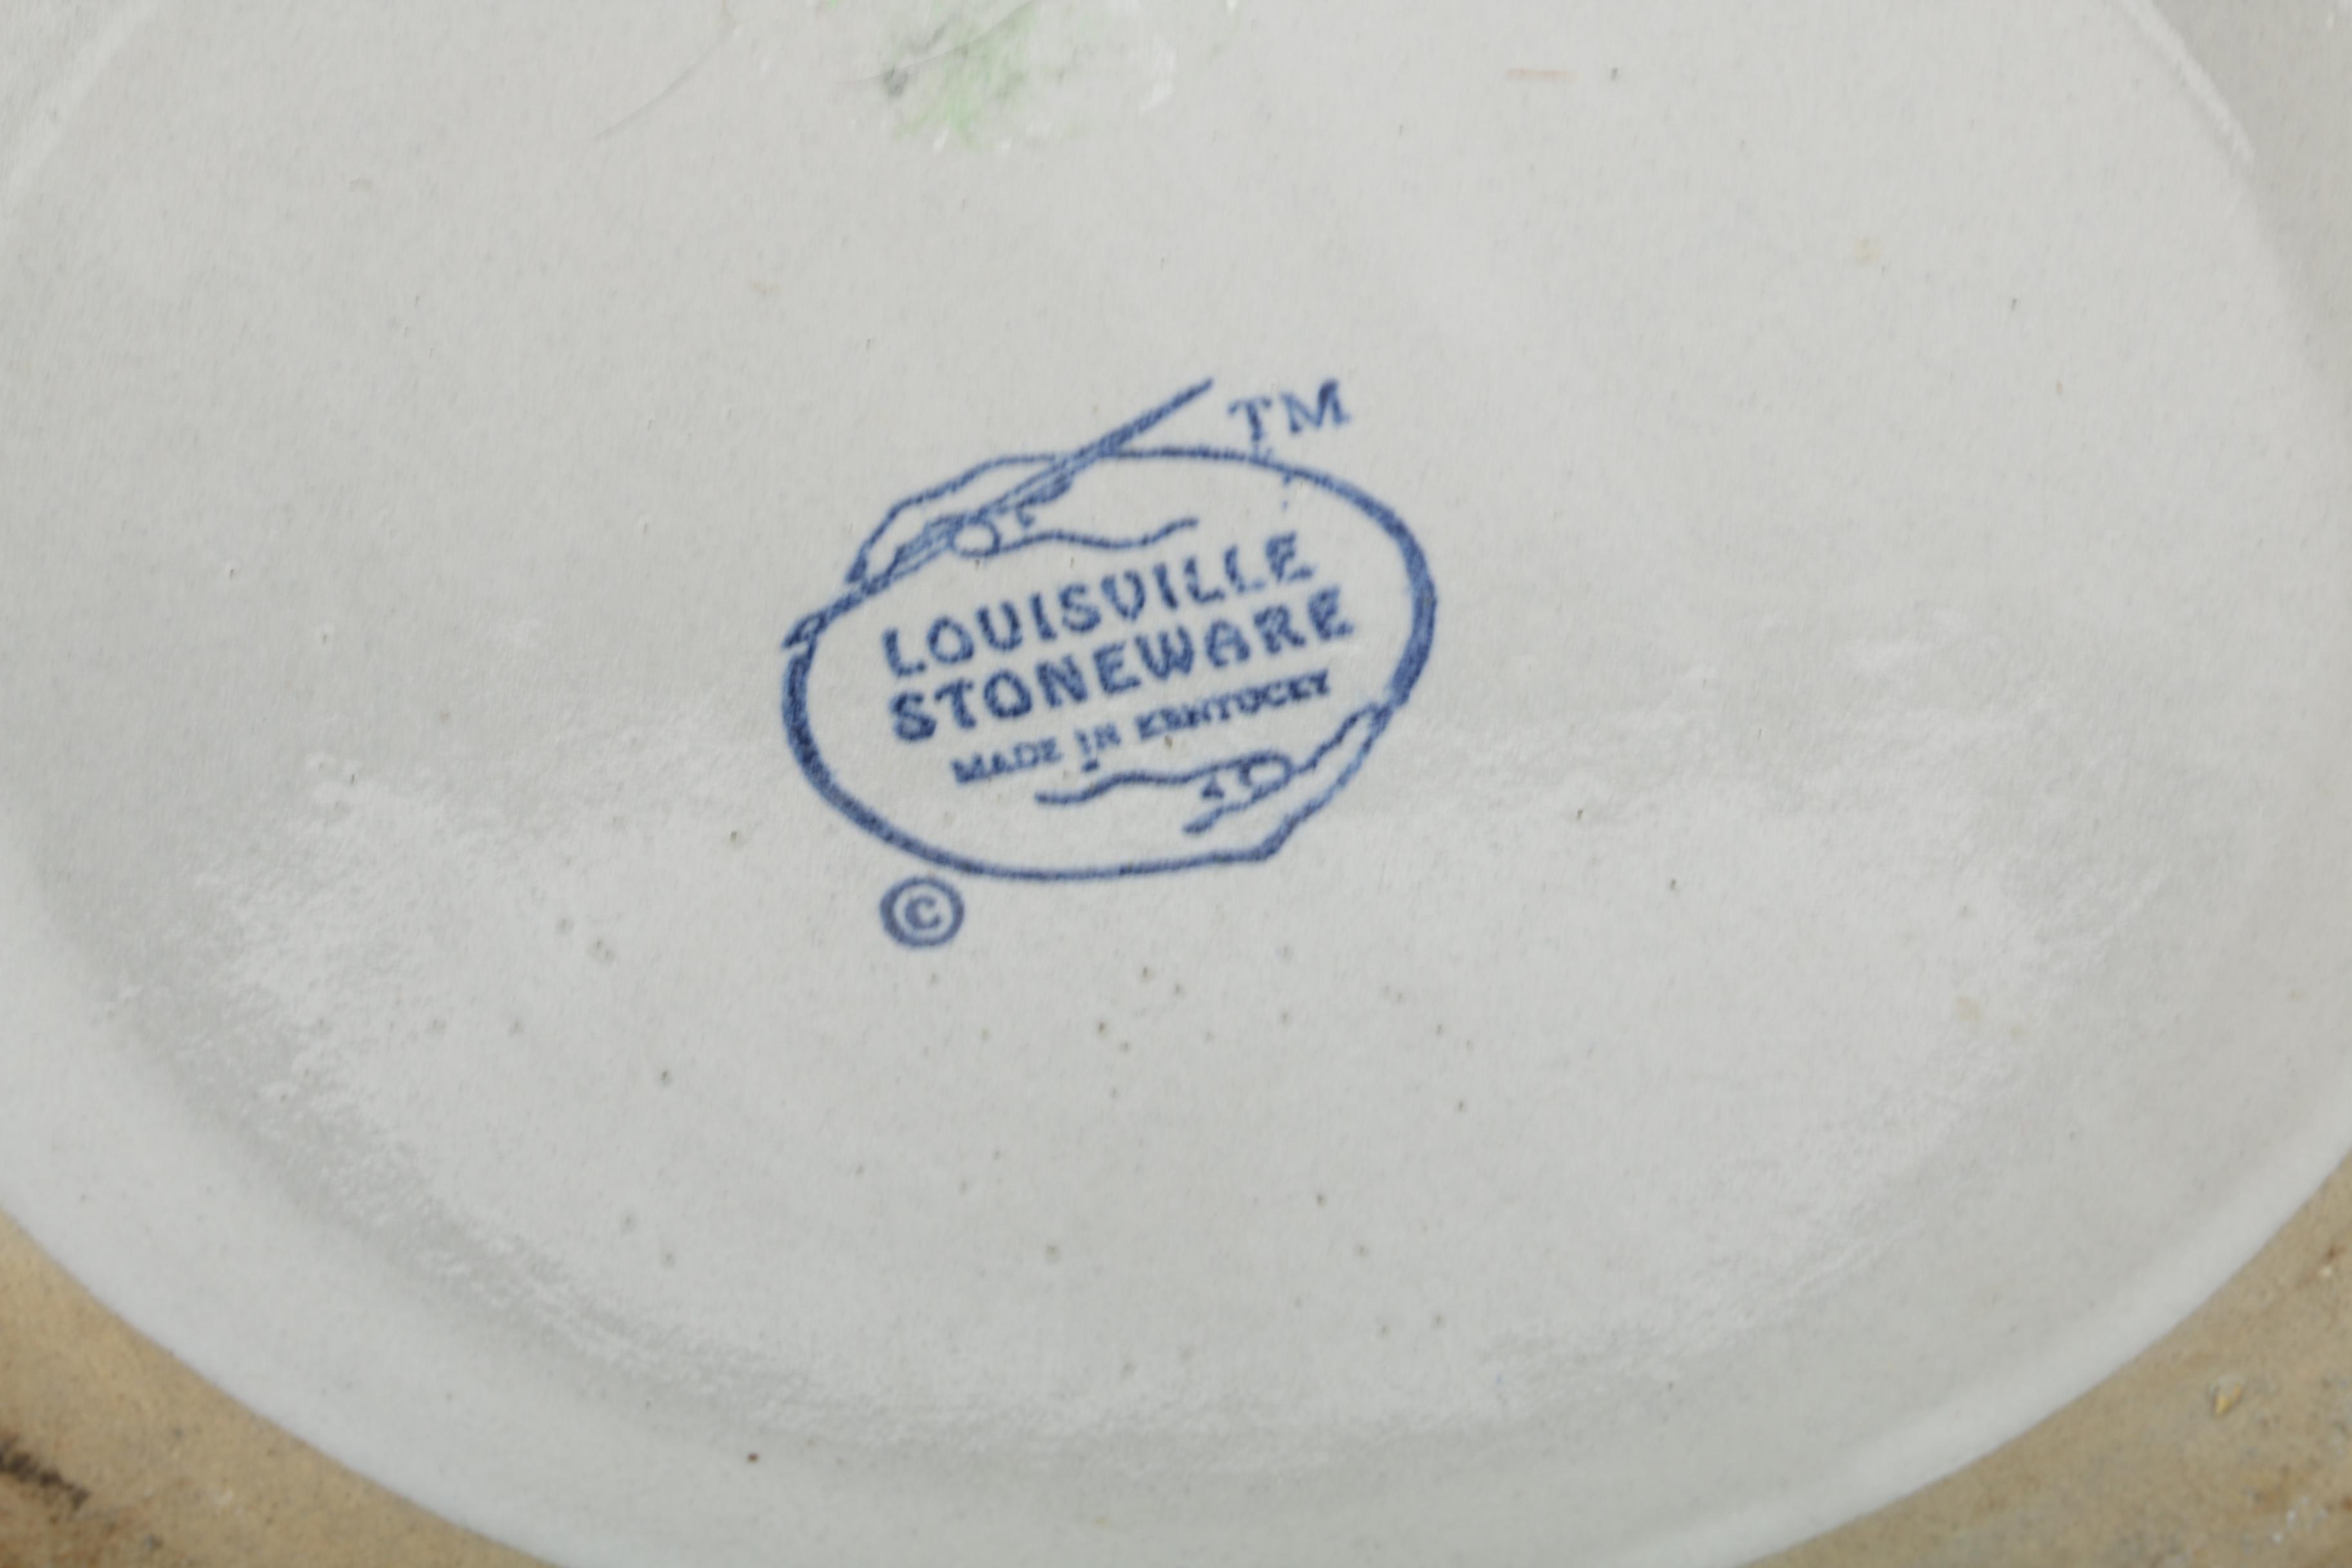 TM
LOUISVILLE
STONEWARE
MADE IN KENTUCKY
©